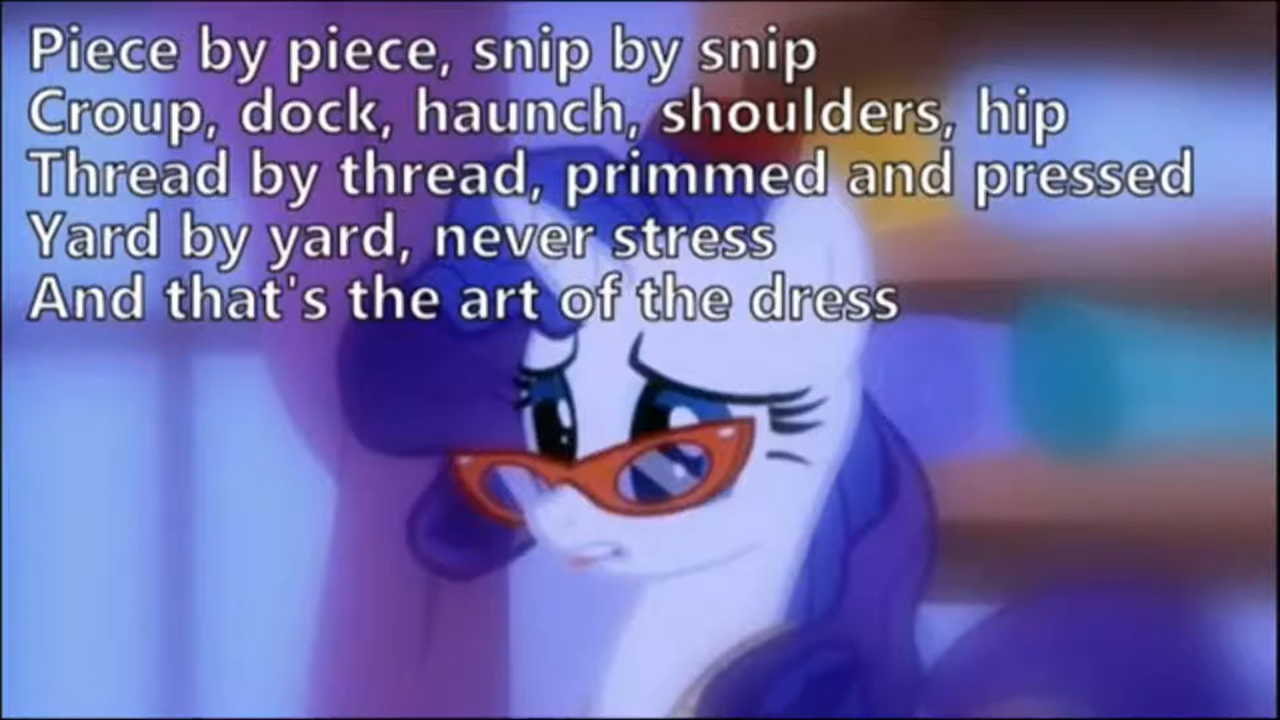 Piece by piece, snip by snip
Croup, dock, haunch, shoulders, hip
Thread by thread, primmed and pressed
Yard by yard, never stress
And that's the art of the dress